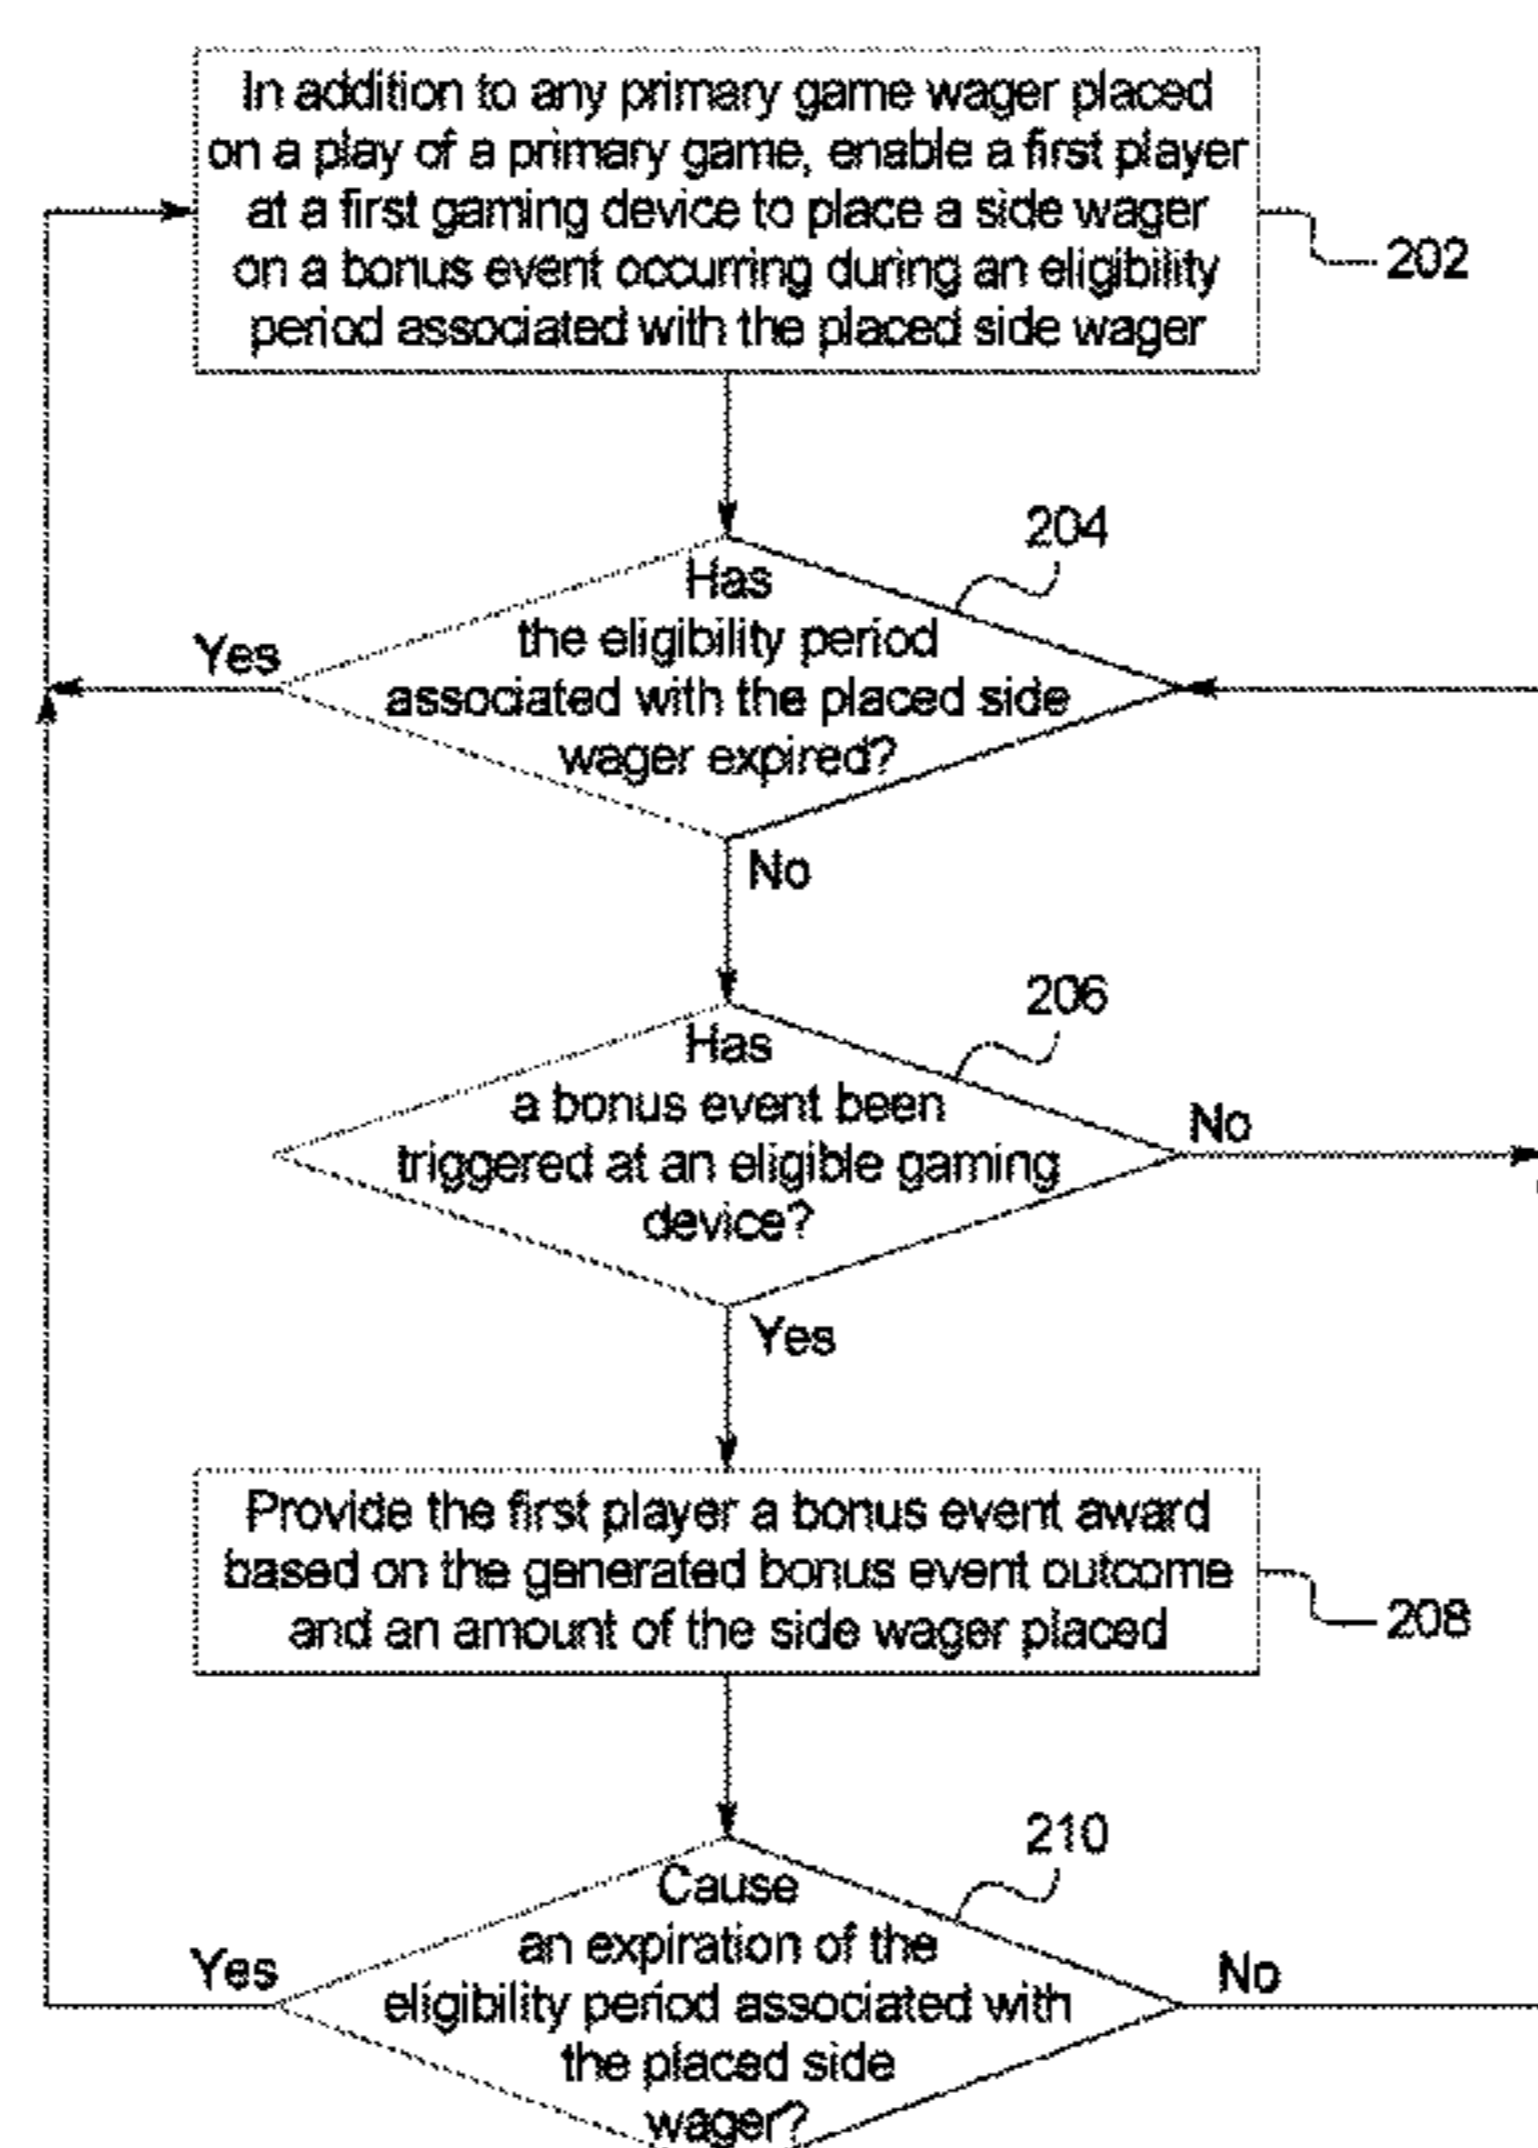 In addition to any primary game wager placed
on a play of a primary game, enable a first player
at a first gaming device to place a side wager
on a bonus event occurring during an eligibility
period associated with the placed side wager
202
204
Has
the eligibility period
associated with the placed side
wager expired?
Yes
No
206
Has
a bonus event been
triggered at an eligible gaming
device?
No
Yes
Provide the first player a bonus event award
based on the generated bonus event outcome
and an amount of the side wager placed
208
210
Cause
an expiration of the
eligibility period associated with
the placed side
wager?
Yes
No